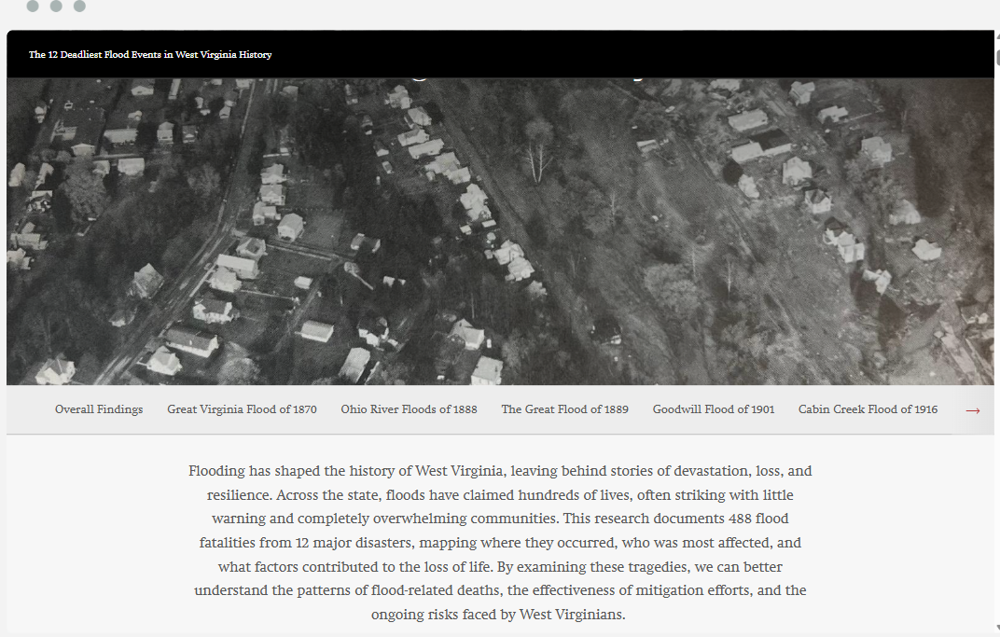 The 12 Deadliest Flood Events in West Virginia History
Overall Findings Great Virginia Flood of 1870 Ohio River Floods of 1888 The Great Flood of 1889 Goodwill Flood of 1901 Cabin Creek Flood of 1916 →
Flooding has shaped the history of West Virginia, leaving behind stories of devastation, loss, and
resilience. Across the state, floods have claimed hundreds of lives, often striking with little
warning and completely overwhelming communities. This research documents 488 flood
fatalities from 12 major disasters, mapping where they occurred, who was most affected, and
what factors contributed to the loss of life. By examining these tragedies, we can better
understand the patterns of flood-related deaths, the effectiveness of mitigation efforts, and the
ongoing risks faced by West Virginians.